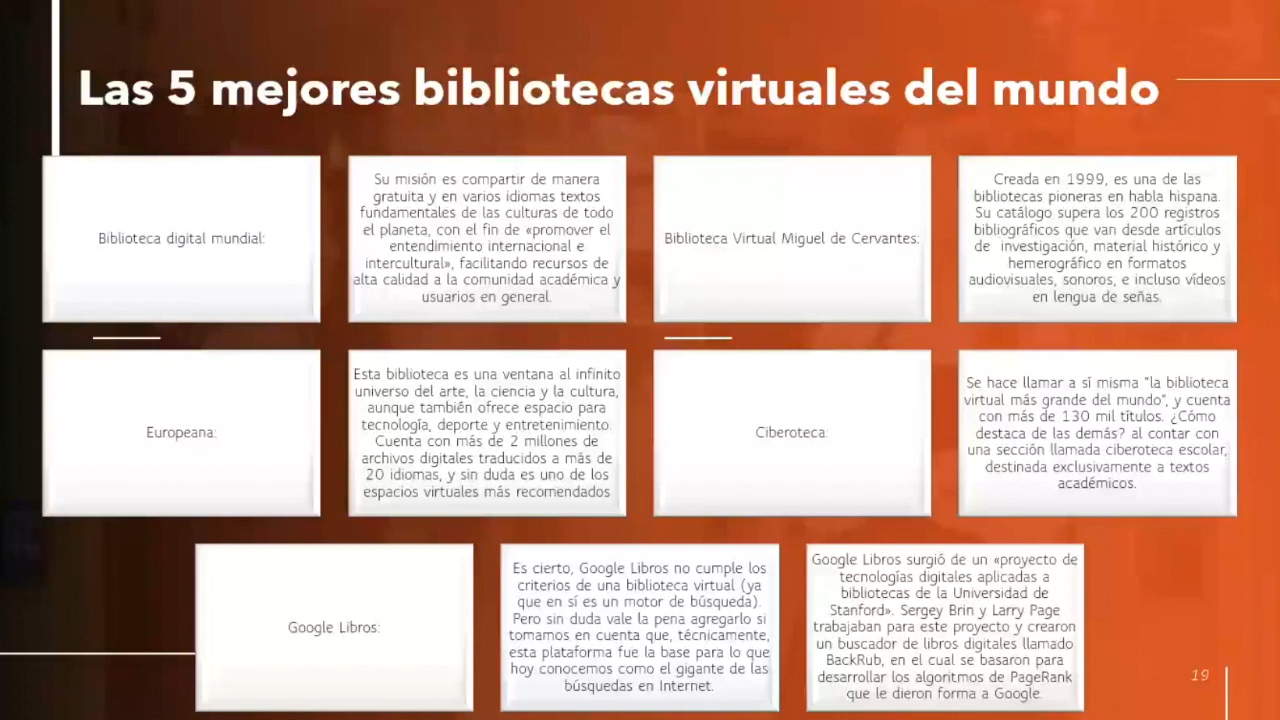 Las 5 mejores bibliotecas virtuales del mundo
Biblioteca digital mundial:
Su misión es compartir de manera
gratuita y en varios idiomas textos
fundamentales de las culturas de todo
el planeta, con el fin de «promover el
entendimiento internacional e
intercultural», facilitando recursos de
alta calidad a la comunidad académica y
usuarios en general.
Biblioteca Virtual Miguel de Cervantes:
Creada en 1999, es una de las
bibliotecas pioneras en habla hispana.
Su catálogo supera los 200 registros
bibliográficos que van desde artículos
de investigación, material histórico y
hemerográfico en formatos
audiovisuales, sonoros, e incluso vídeos
en lengua de señas.
Europeana:
Esta biblioteca es una ventana al infinito
universo del arte, la ciencia y la cultura,
aunque también ofrece espacio para
tecnología, deporte y entretenimiento.
Cuenta con más de 2 millones de
archivos digitales traducidos a más de
20 idiomas, y sin duda es uno de los
espacios virtuales más recomendados
Ciberoteca:
Se hace llamar a sí misma "la biblioteca
virtual más grande del mundo", y cuenta
con más de 130 mil títulos. ¿Cómo
destaca de las demás? al contar con
una sección llamada ciberoteca escolar,
destinada exclusivamente a textos
académicos.
Google Libros:
Es cierto, Google Libros no cumple los
criterios de una biblioteca virtual (ya
que en sí es un motor de búsqueda).
Pero sin duda vale la pena agregarlo si
tomamos en cuenta que, técnicamente,
esta plataforma fue la base para lo que
hoy conocemos como el gigante de las
búsquedas en Internet.
Google Libros surgió de un «proyecto de
tecnologías digitales aplicadas a
bibliotecas de la Universidad de
Stanford». Sergey Brin y Larry Page
trabajaban para este proyecto y crearon
un buscador de libros digitales llamado
BackRub, en el cual se basaron para
desarrollar los algoritmos de PageRank
que le dieron forma a Google.
19